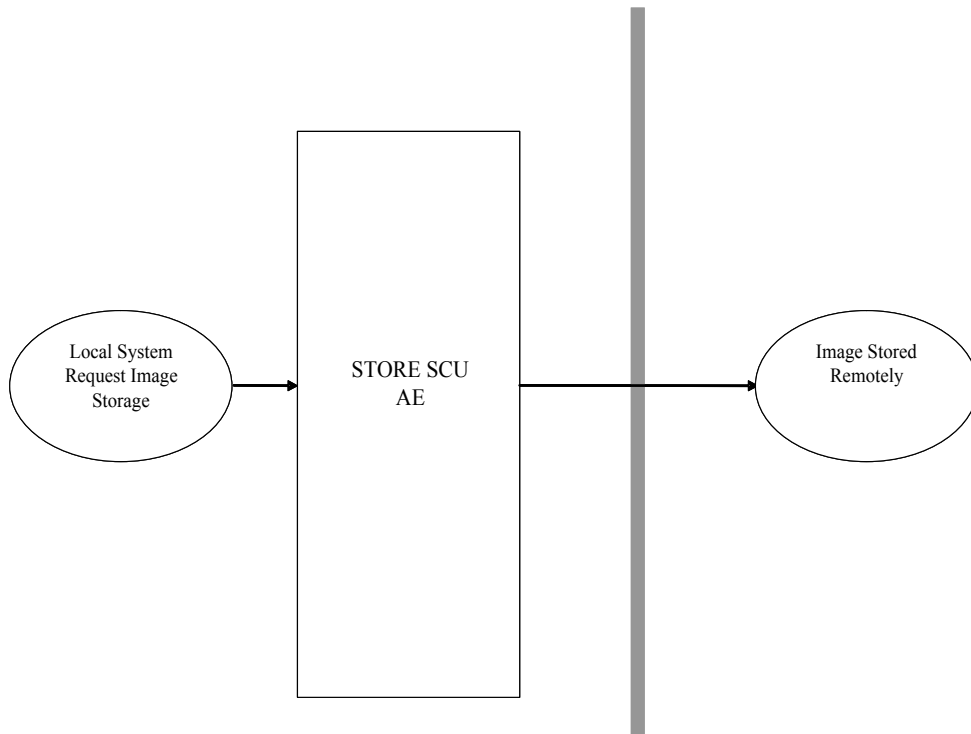 Local System
Request Image
Storage
STORE SCU
AE
Image Stored
Remotely